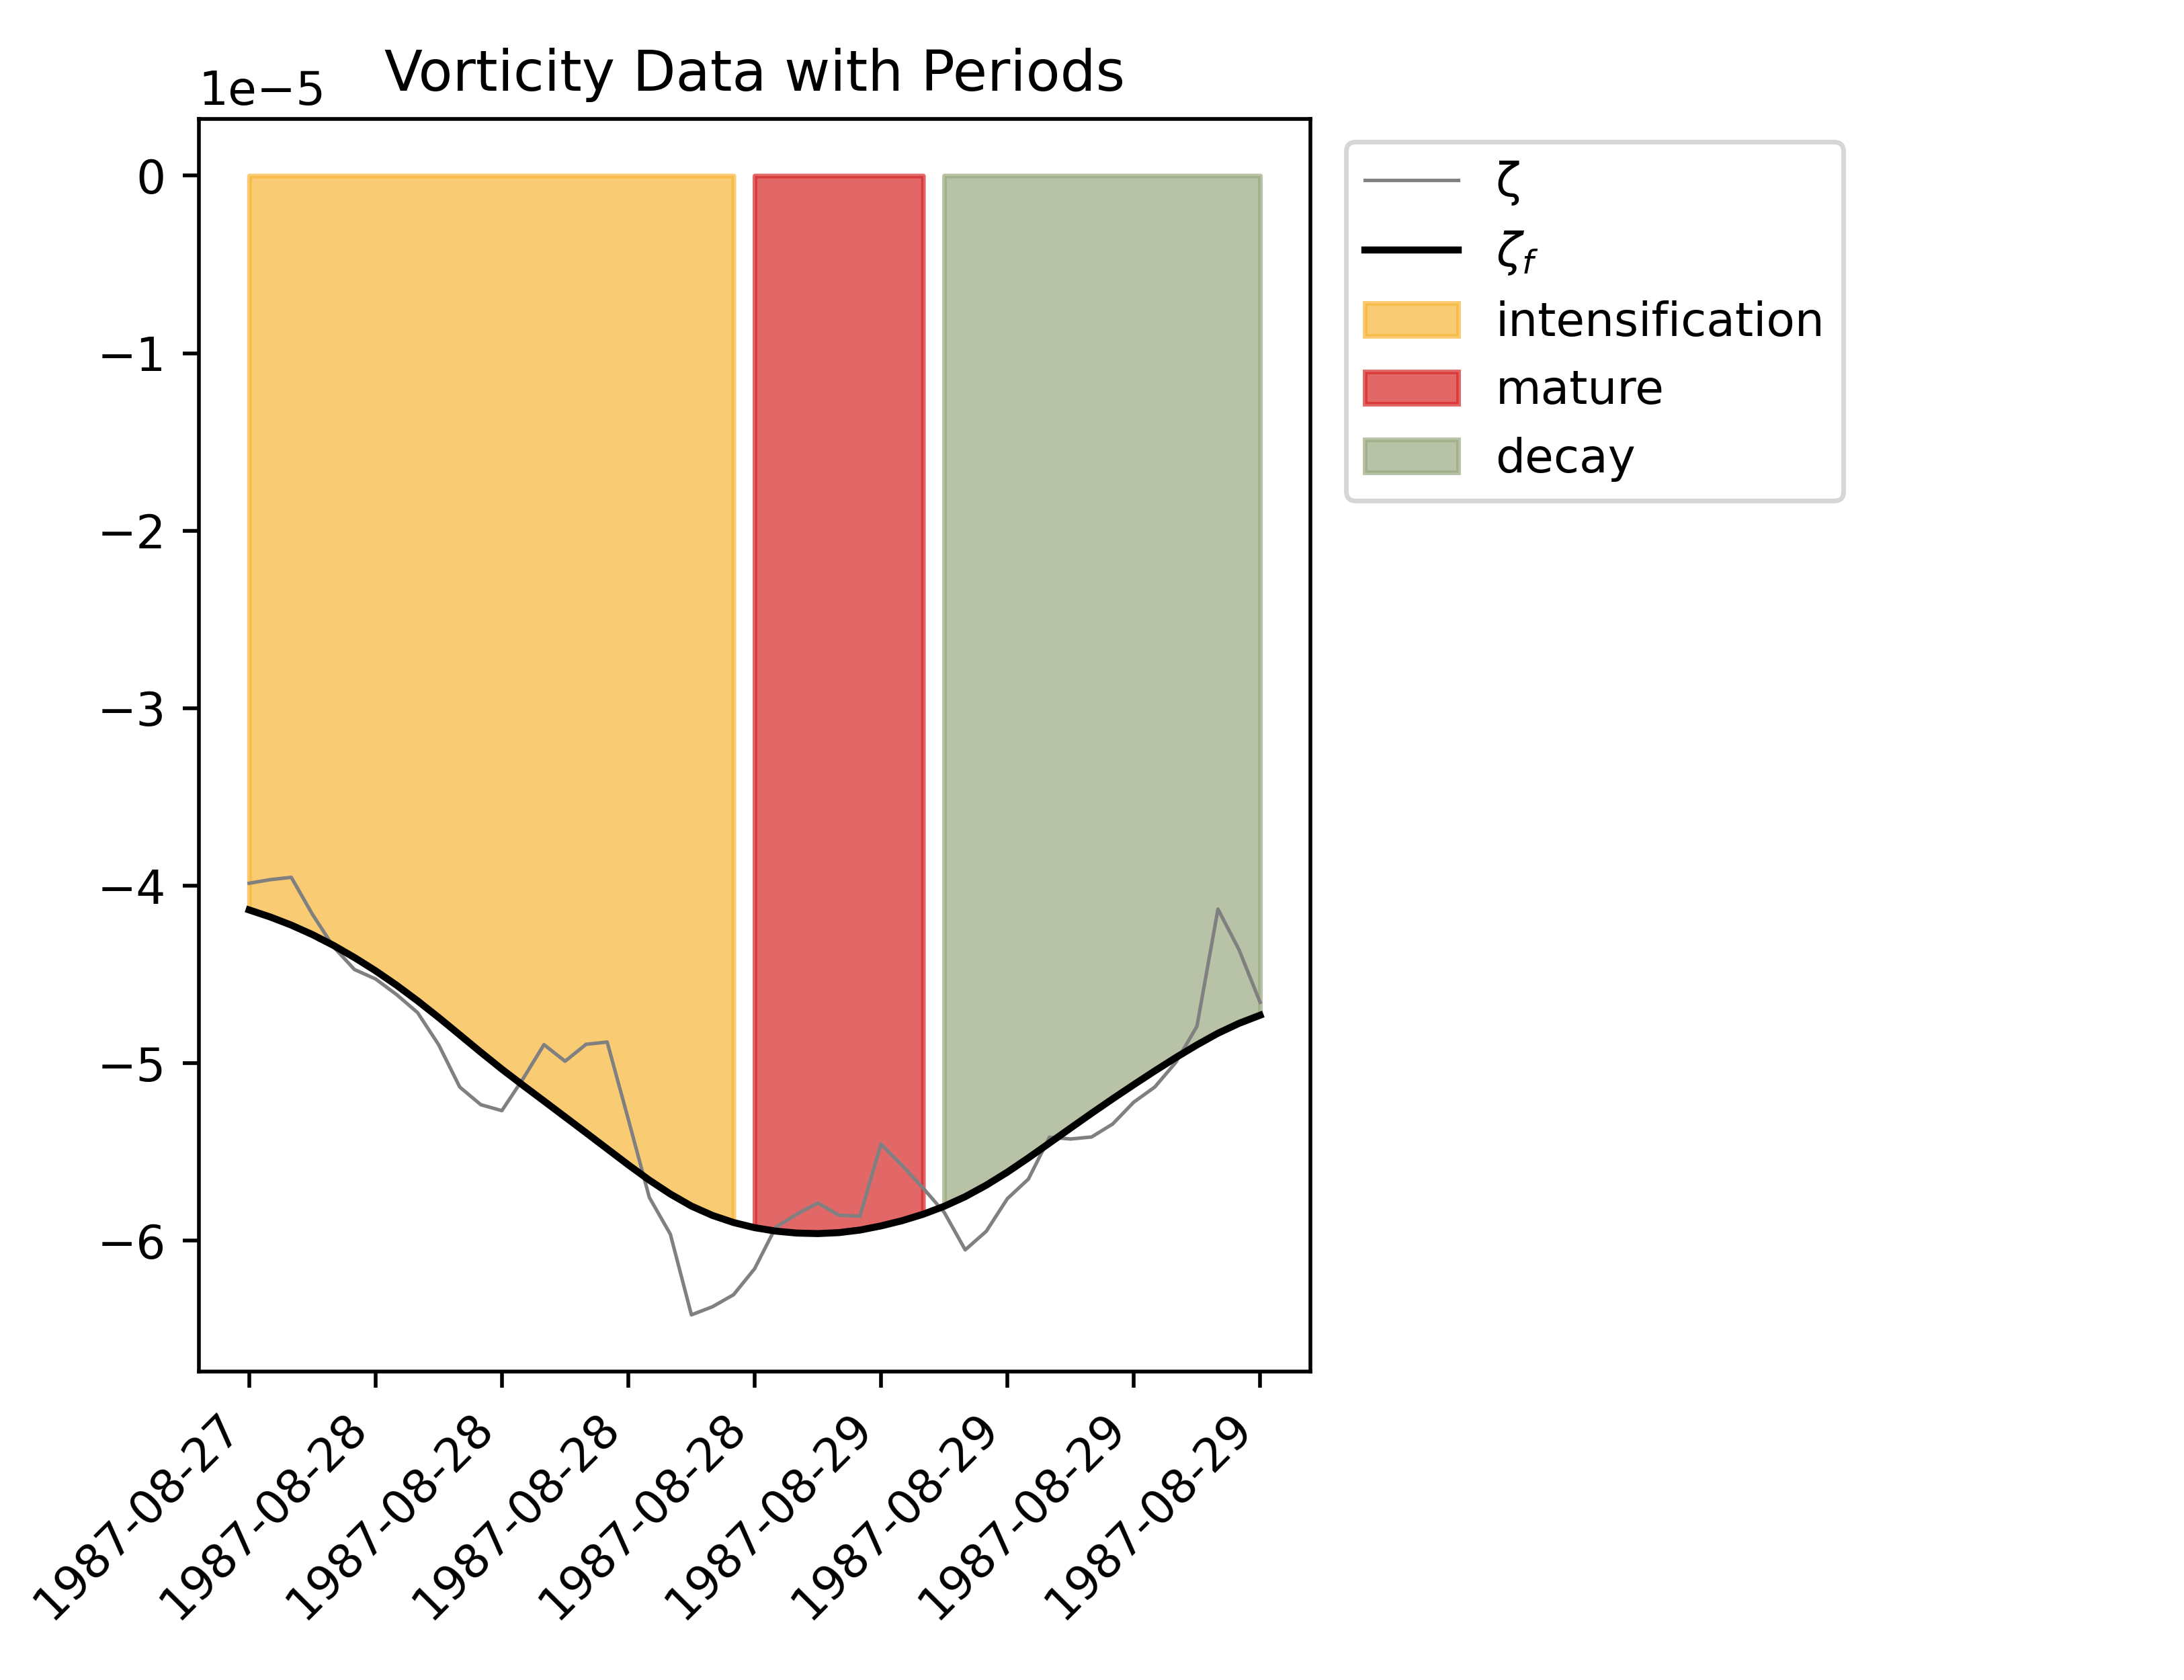 Vorticity Data with Periods
1e−5
0
−1
−2
−3
−4
−5
−6
1987-08-27
1987-08-28
1987-08-28
1987-08-28
1987-08-28
1987-08-29
1987-08-29
1987-08-29
1987-08-29
ζ
ζf
intensification
mature
decay